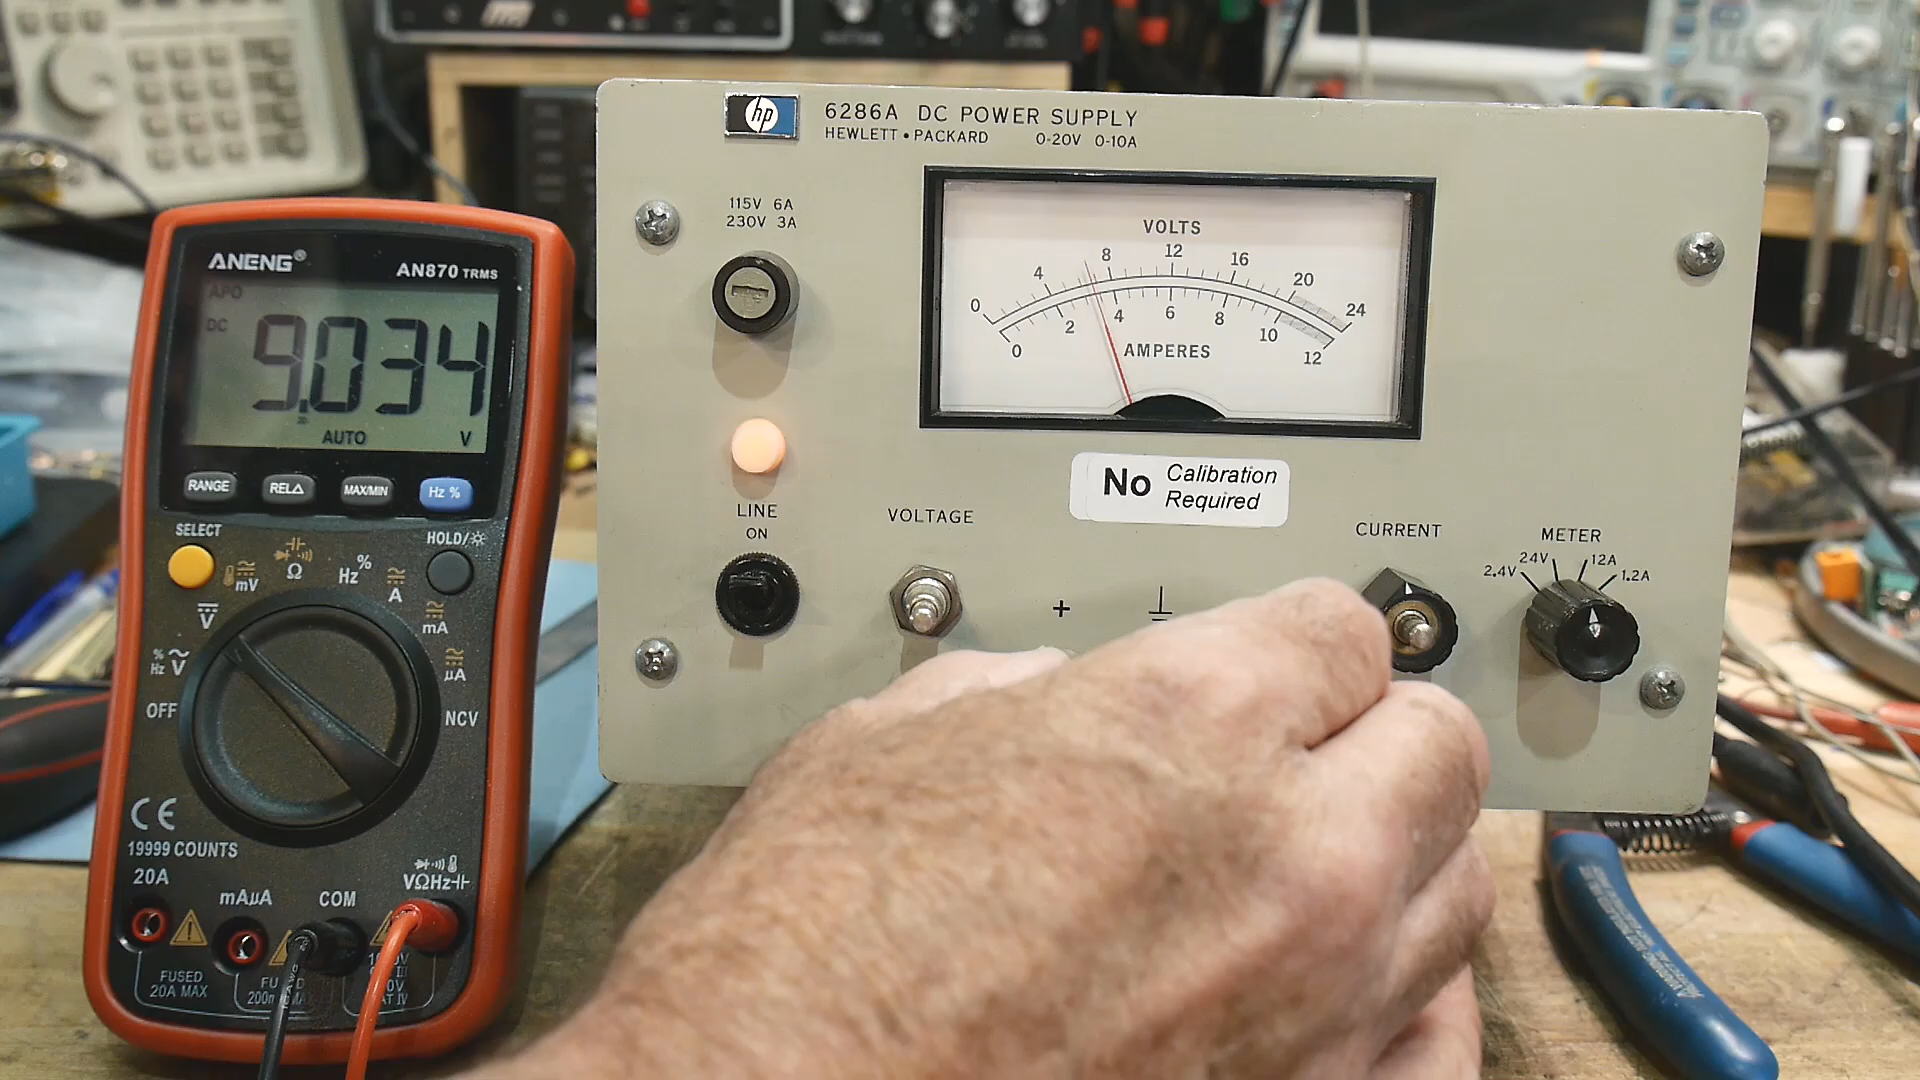 hp
6286A DC POWER SUPPLY
HEWLETT • PACKARD 0-20V 0-10A
115V 6A
230V 3A
VOLTS
0 4 8 12 16 20 24
0 2 4 6 8 10 12
AMPERES
No Calibration Required
LINE
ON
VOLTAGE
+
CURRENT
METER
2.4V 24V 12A 1.2A
ANENG®
AN870 TRMS
APO
DC
9.034
AUTO V
RANGE RELΔ MAX/MIN Hz %
SELECT
HOLD/
mV
Ω
Hz %
A
V
mA
% Hz V
µA
OFF
NCV
CE
19999 COUNTS
20A
mAµA
COM
VΩHz
FUSED
20A MAX